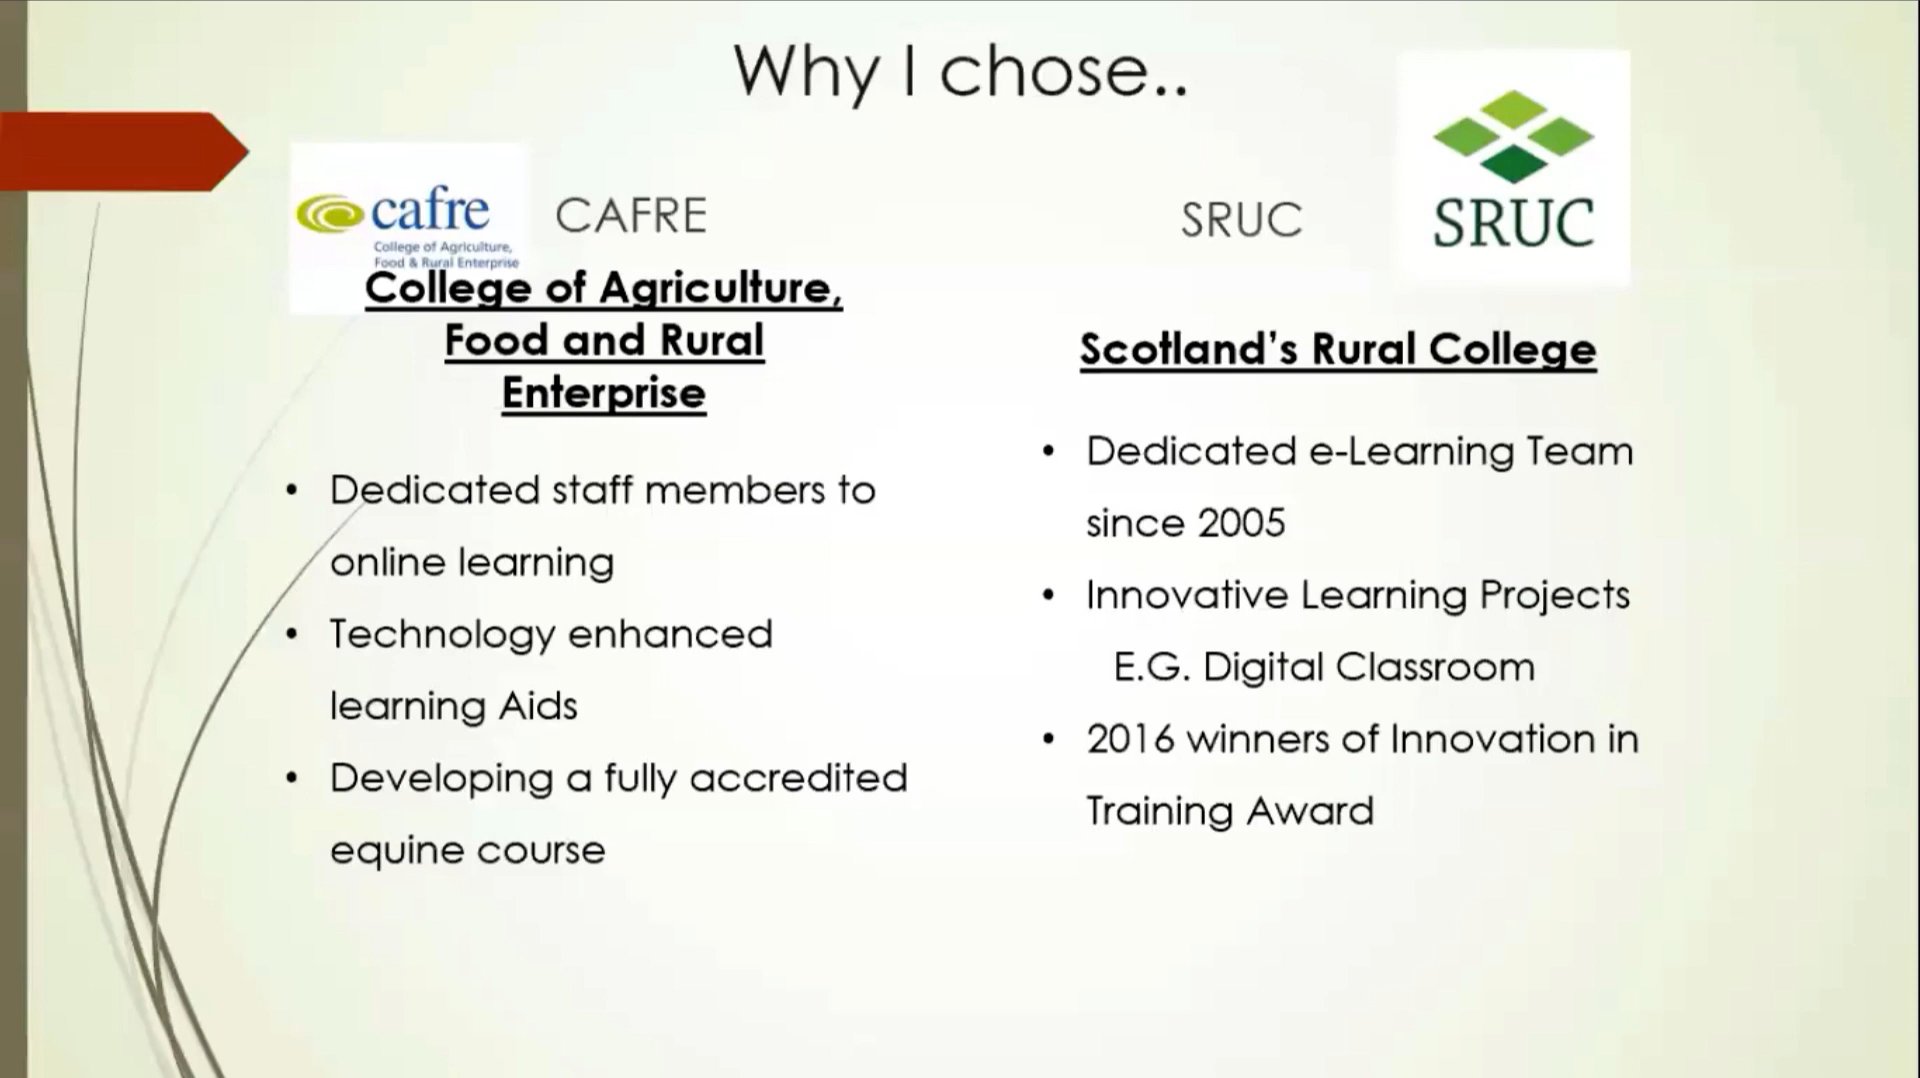 Why I chose..
cafre
College of Agriculture,
Food & Rural Enterprise
CAFRE
College of Agriculture,
Food and Rural
Enterprise
• Dedicated staff members to
online learning
• Technology enhanced
learning Aids
• Developing a fully accredited
equine course
SRUC
SRUC
Scotland's Rural College
• Dedicated e-Learning Team
since 2005
• Innovative Learning Projects
E.G. Digital Classroom
• 2016 winners of Innovation in
Training Award